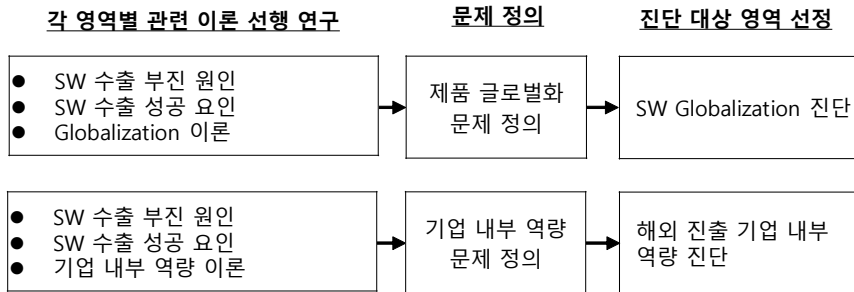 각 영역별 관련 이론 선행 연구
문제 정의
진단 대상 영역 선정
● SW 수출 부진 원인
● SW 수출 성공 요인
● Globalization 이론
제품 글로벌화
문제 정의
SW Globalization 진단
● SW 수출 부진 원인
● SW 수출 성공 요인
● 기업 내부 역량 이론
기업 내부 역량
문제 정의
해외 진출 기업 내부
역량 진단